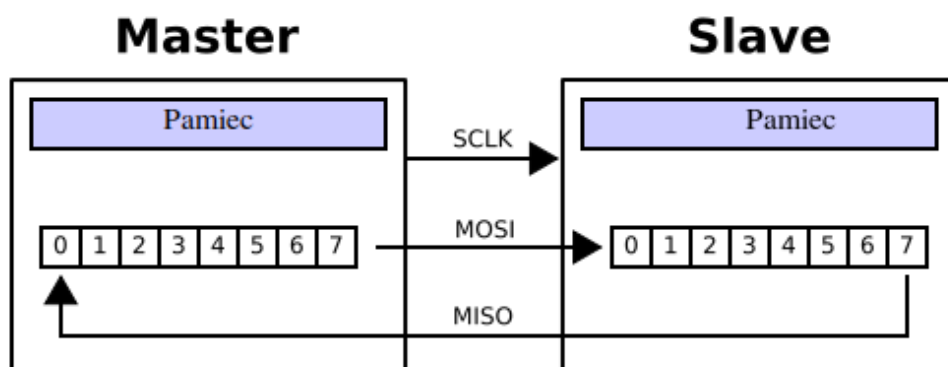 Master Slave
Pamiec Pamiec
SCLK
MOSI
0 1 2 3 4 5 6 7 0 1 2 3 4 5 6 7
MISO